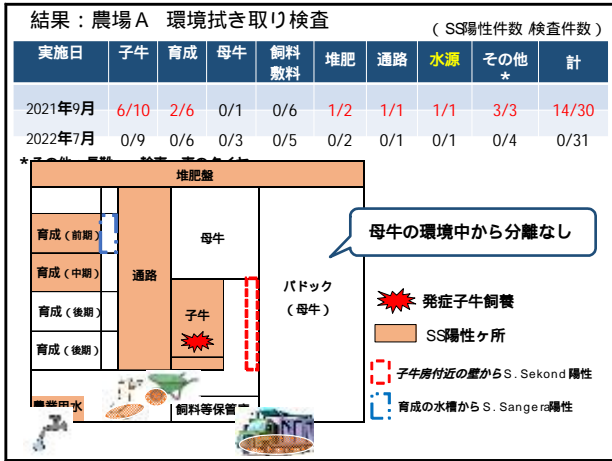 結果：農場A 環境拭き取り検査
（SS陽性件数/検査件数）
実施日 子牛 育成 母牛 飼料敷料 堆肥 通路 水源 その他* 計
2021年9月 6/10 2/6 0/1 0/6 1/2 1/1 1/1 3/3 14/30
2022年7月 0/9 0/6 0/3 0/5 0/2 0/1 0/1 0/4 0/31
堆肥盤
育成（前期）
育成（中期）
育成（後期）
育成（後期）
通路
母牛
子牛
パドック
（母牛）
母牛の環境中から分離なし
発症子牛飼養
SS陽性ヶ所
子牛房付近の壁からS. Sekond陽性
育成の水槽からS. Sangera陽性
農業用水
飼料等保管庫